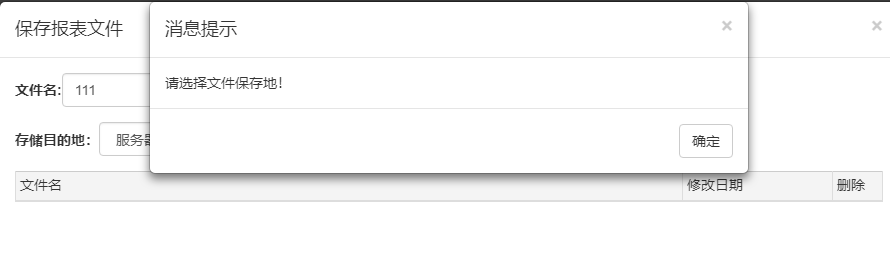 保存报表文件
消息提示
×
×
请选择文件保存地!
文件名:
111
确定
存储目的地:
服务器
文件名
修改日期
删除